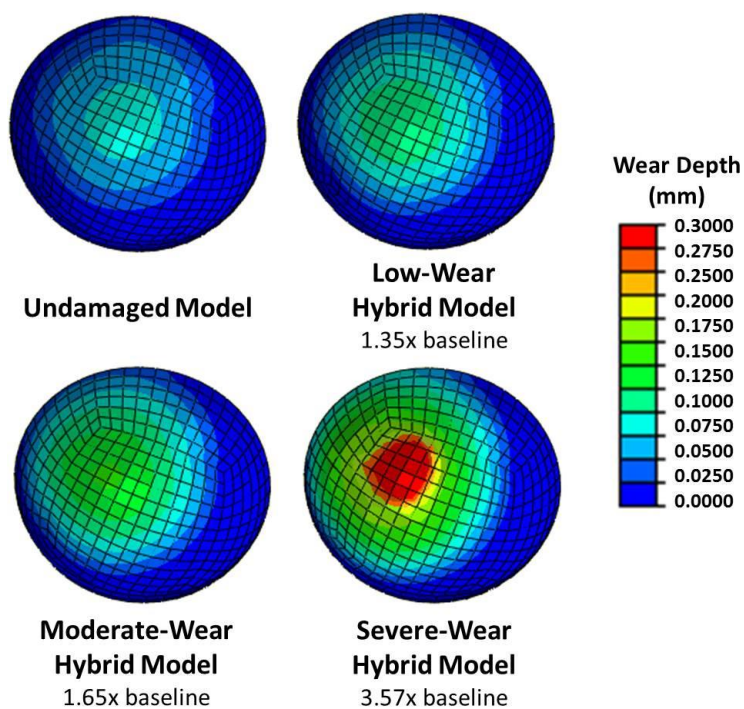 Undamaged Model
Low-Wear
Hybrid Model
1.35x baseline
Wear Depth
(mm)
0.3000
0.2750
0.2500
0.2000
0.1750
0.1500
0.1250
0.1000
0.0750
0.0500
0.0250
0.0000
Moderate-Wear
Hybrid Model
1.65x baseline
Severe-Wear
Hybrid Model
3.57x baseline